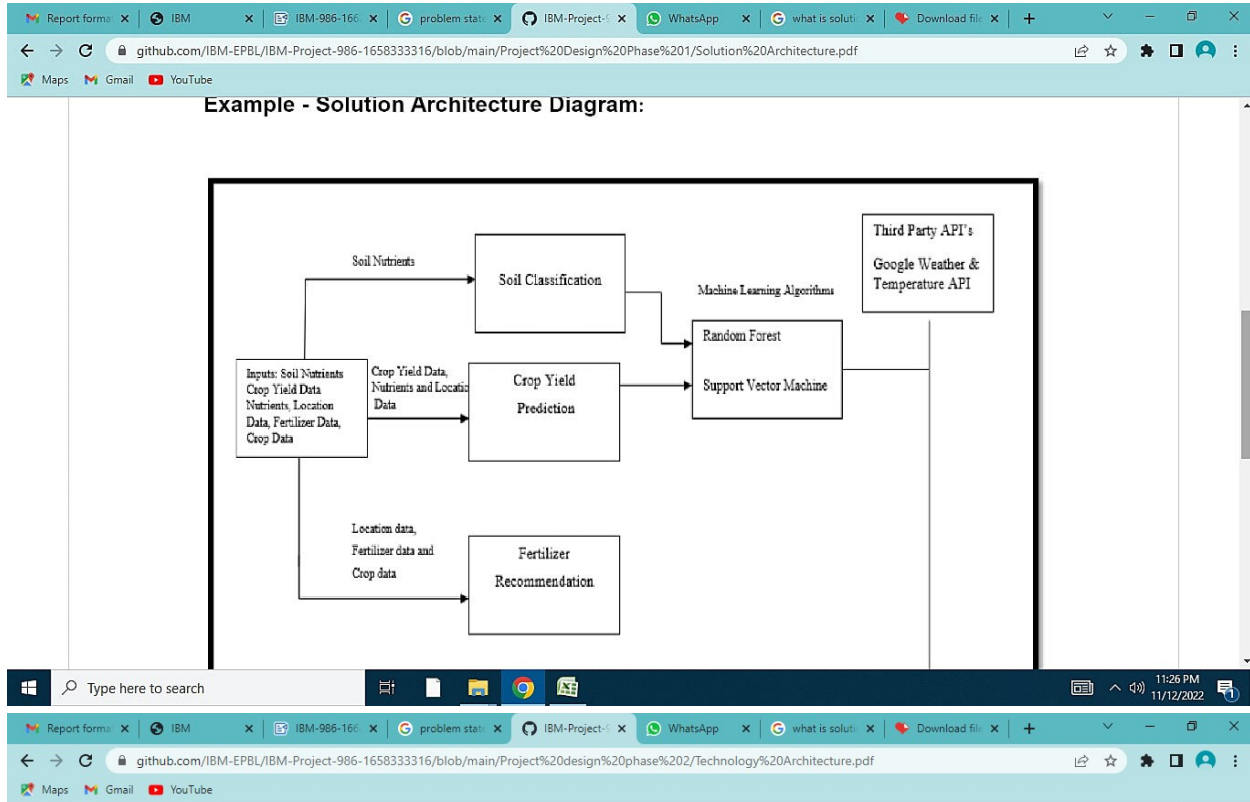 Report forma
IBM
IBM-986-166
problem state
IBM-Project-9
WhatsApp
what is soluti
Download file
github.com/IBM-EPBL/IBM-Project-986-1658333316/blob/main/Project%20Design%20Phase%201/Solution%20Architecture.pdf
Maps
Gmail
YouTube
Example - Solution Architecture Diagram:
Third Party API's
Google Weather &
Temperature API
Soil Nutrients
Soil Classification
Machine Learning Algorithms
Random Forest
Support Vector Machine
Inputs: Soil Nutrients
Crop Yield Data
Nutrients, Location
Data, Fertilizer Data,
Crop Data
Crop Yield Data,
Nutrients and Locatio
Data
Crop Yield
Prediction
Location data,
Fertilizer data and
Crop data
Fertilizer
Recommendation
Type here to search
11:26 PM
11/12/2022
1
Report forma
IBM
IBM-986-166
problem state
IBM-Project-9
WhatsApp
what is soluti
Download file
github.com/IBM-EPBL/IBM-Project-986-1658333316/blob/main/Project%20design%20phase%202/Technology%20Architecture.pdf
Maps
Gmail
YouTube